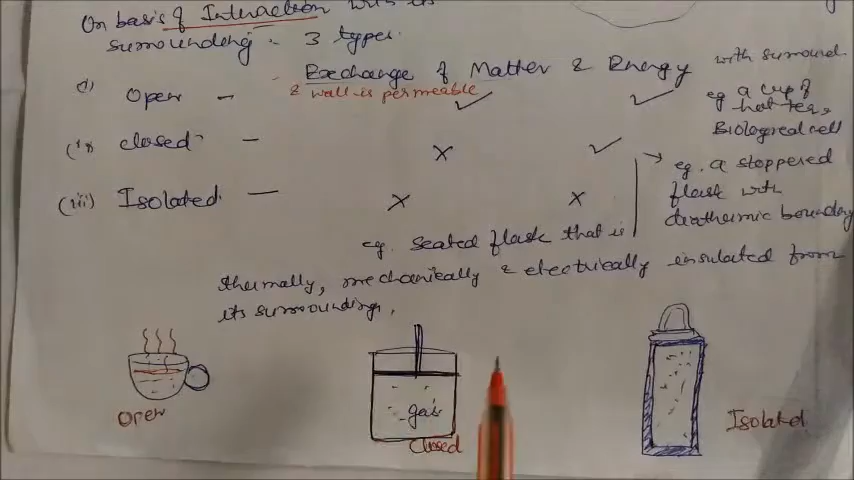 On basis of Interaction with its
surrounding - 3 types.
Exchange of Matter & Energy with surround.
(i) Open - & wall is permeable ✓ ✓ eg a cup of
hot tea,
Biological cell
(ii) closed - × ✓ → eg. a stoppered
flask with
diathermic boundary
(iii) Isolated - × ×
eg. sealed flask that is
thermally, mechanically & electrically insulated from
its surroundings,
Open
gas
Closed
Isolated